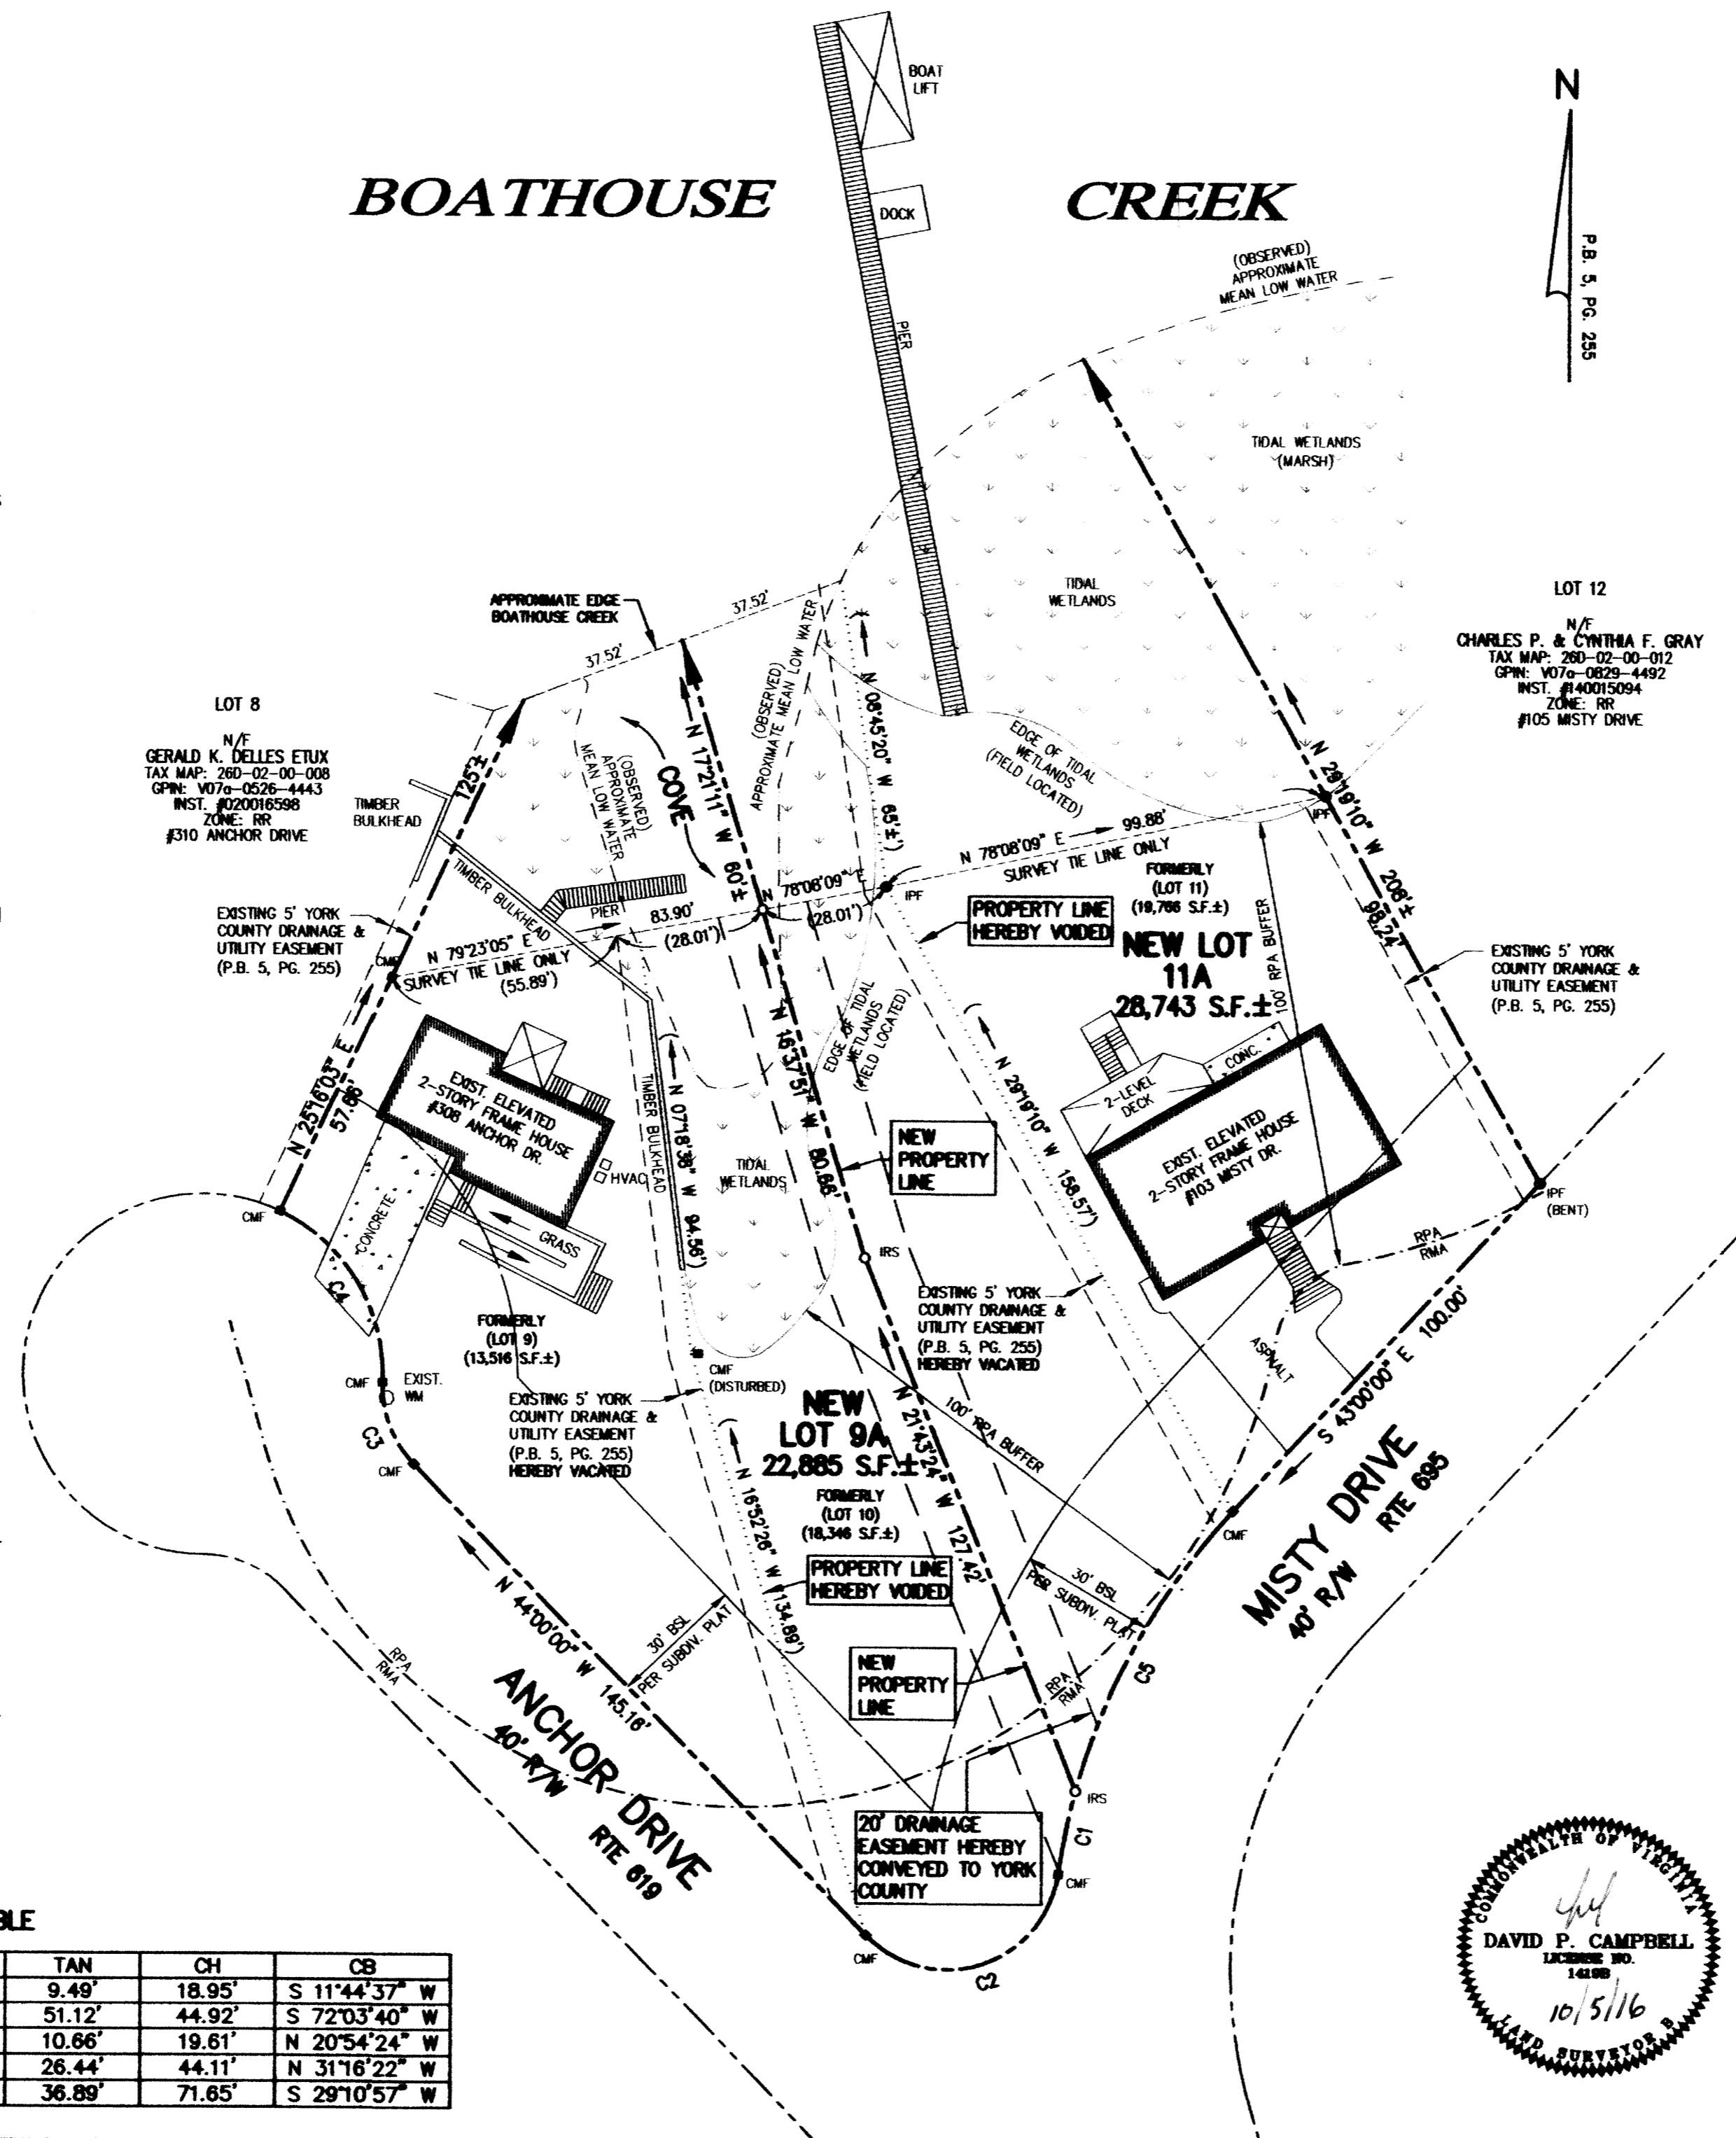 BOATHOUSE CREEK
BOAT
LIFT
DOCK
PIER
N
P.B. 5, PG. 255
(OBSERVED)
APPROXIMATE
MEAN LOW WATER
TIDAL WETLANDS
(MARSH)
TIDAL
WETLANDS
LOT 12
N/F
CHARLES P. & CYNTHIA F. GRAY
TAX MAP: 26D-02-00-012
GPIN: V07a-0829-4492
INST. #140015094
ZONE: RR
#105 MISTY DRIVE
APPROXIMATE EDGE
BOATHOUSE CREEK
37.52'
37.52'
LOT 8
N/F
GERALD K. DELLES ETUX
TAX MAP: 26D-02-00-008
GPIN: V07a-0526-4443
INST. #020016598
ZONE: RR
#310 ANCHOR DRIVE
TIMBER
BULKHEAD
125'±
TIMBER BULKHEAD
(OBSERVED)
APPROXIMATE
MEAN LOW WATER
COVE
N 17°21'11" W 60'±
(OBSERVED)
APPROXIMATE MEAN LOW WATER
N 08°45'20" W 65'±)
EDGE OF TIDAL
WETLANDS
(FIELD LOCATED)
N 78°08'09" E 99.88'
SURVEY TIE LINE ONLY
IPF
N 29°19'10" W 208'±
98.24'
EXISTING 5' YORK
COUNTY DRAINAGE &
UTILITY EASEMENT
(P.B. 5, PG. 255)
CMF
PIER
83.90'
N 79°23'05" E
SURVEY TIE LINE ONLY
(55.89')
(28.01')
N 78°08'09" E
(28.01')
IPF
PROPERTY LINE
HEREBY VOIDED
FORMERLY
(LOT 11)
(19,766 S.F.±)
NEW LOT
11A
28,743 S.F.±
100' RPA BUFFER
EXISTING 5' YORK
COUNTY DRAINAGE &
UTILITY EASEMENT
(P.B. 5, PG. 255)
N 25°16'03" E
57.66'
EXIST. ELEVATED
2-STORY FRAME HOUSE
#308 ANCHOR DR.
HVAC
TIMBER BULKHEAD
N 07°18'38" W 94.56')
TIDAL
WETLANDS
EDGE OF TIDAL
WETLANDS
(FIELD LOCATED)
N 16°37'51" W 80.66'
NEW
PROPERTY
LINE
N 29°19'10" W 158.57')
2-LEVEL
DECK
CONC.
EXIST. ELEVATED
2-STORY FRAME HOUSE
#103 MISTY DR.
IPF
(BENT)
RPA
RMA
CMF
CONCRETE
GRASS
C4
IRS
EXISTING 5' YORK
COUNTY DRAINAGE &
UTILITY EASEMENT
(P.B. 5, PG. 255)
HEREBY VACATED
ASPHALT
S 43°00'00" E 100.00'
FORMERLY
(LOT 9)
(13,516 S.F.±)
CMF
EXIST.
WM
C3
CMF
CMF
(DISTURBED)
EXISTING 5' YORK
COUNTY DRAINAGE &
UTILITY EASEMENT
(P.B. 5, PG. 255)
HEREBY VACATED
NEW
LOT 9A
22,885 S.F.±
FORMERLY
(LOT 10)
(18,346 S.F.±)
N 21°43'24" W 127.42'
100' RPA BUFFER
N 16°52'26" W (134.89')
PROPERTY LINE
HEREBY VOIDED
CMF
MISTY DRIVE
40' R/W RTE 695
30' BSL
PER SUBDIV. PLAT
N 44°00'00" W 145.16'
30' BSL
PER SUBDIV. PLAT
RPA
RMA
ANCHOR DRIVE
40' R/W RTE 619
NEW
PROPERTY
LINE
RPA
RMA
C5
IRS
C1
20' DRAINAGE
EASEMENT HEREBY
CONVEYED TO YORK
COUNTY
CMF
CMF
C2
TAN CH CB
9.49' 18.95' S 11°44'37" W
51.12' 44.92' S 72°03'40" W
10.66' 19.61' N 20°54'24" W
26.44' 44.11' N 31°16'22" W
36.89' 71.65' S 29°10'57" W
COMMONWEALTH OF VIRGINIA
DAVID P. CAMPBELL
LICENSE NO.
1419B
10/5/16
LAND SURVEYOR B